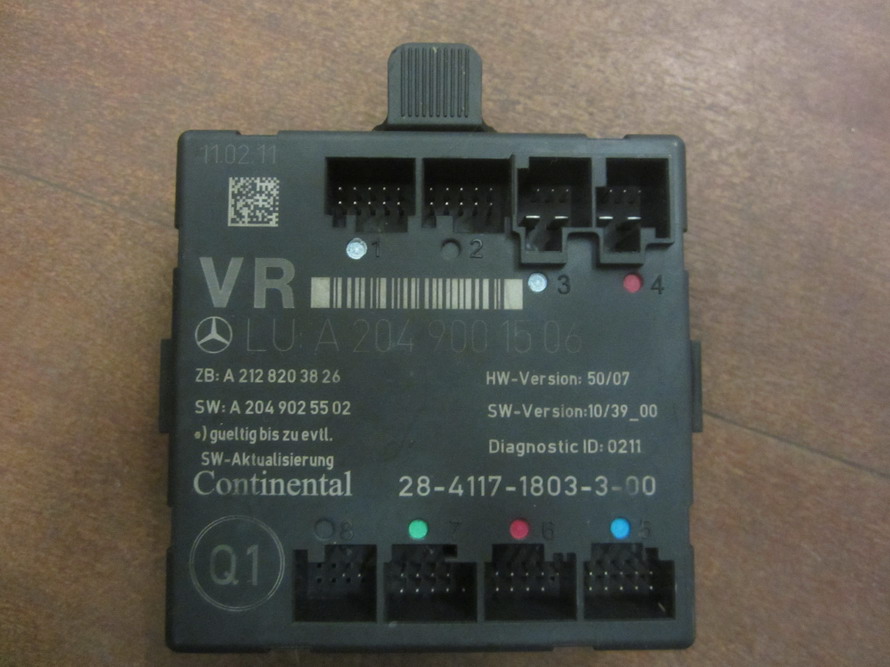 11.02.11
1
2
3
4
VR
LU: A 204 900 15 06
ZB: A 212 820 38 26
HW-Version: 50/07
SW: A 204 902 55 02
SW-Version:10/39_00
*) gueltig bis zu evtl.
SW-Aktualisierung
Diagnostic ID: 0211
Continental
28-4117-1803-3-00
8
7
6
5
Q1